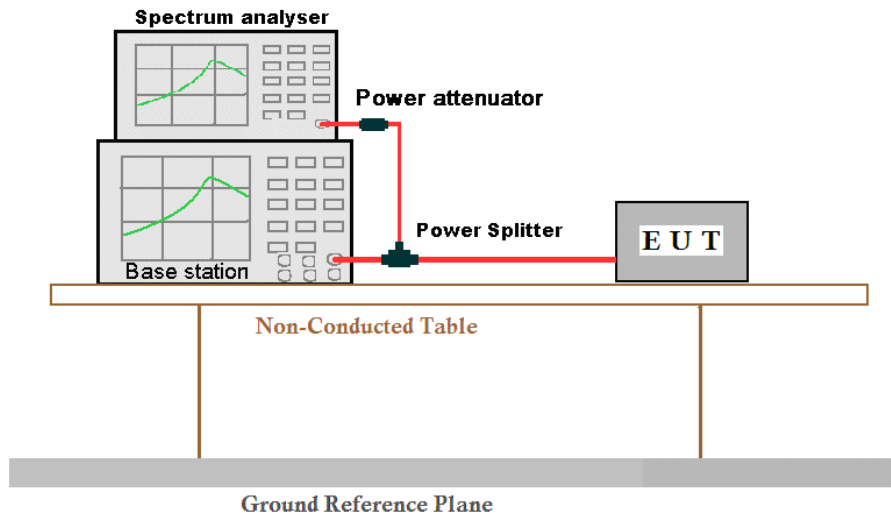 Spectrum analyser
Power attenuator
Power Splitter
E U T
Base station
Non-Conducted Table
Ground Reference Plane